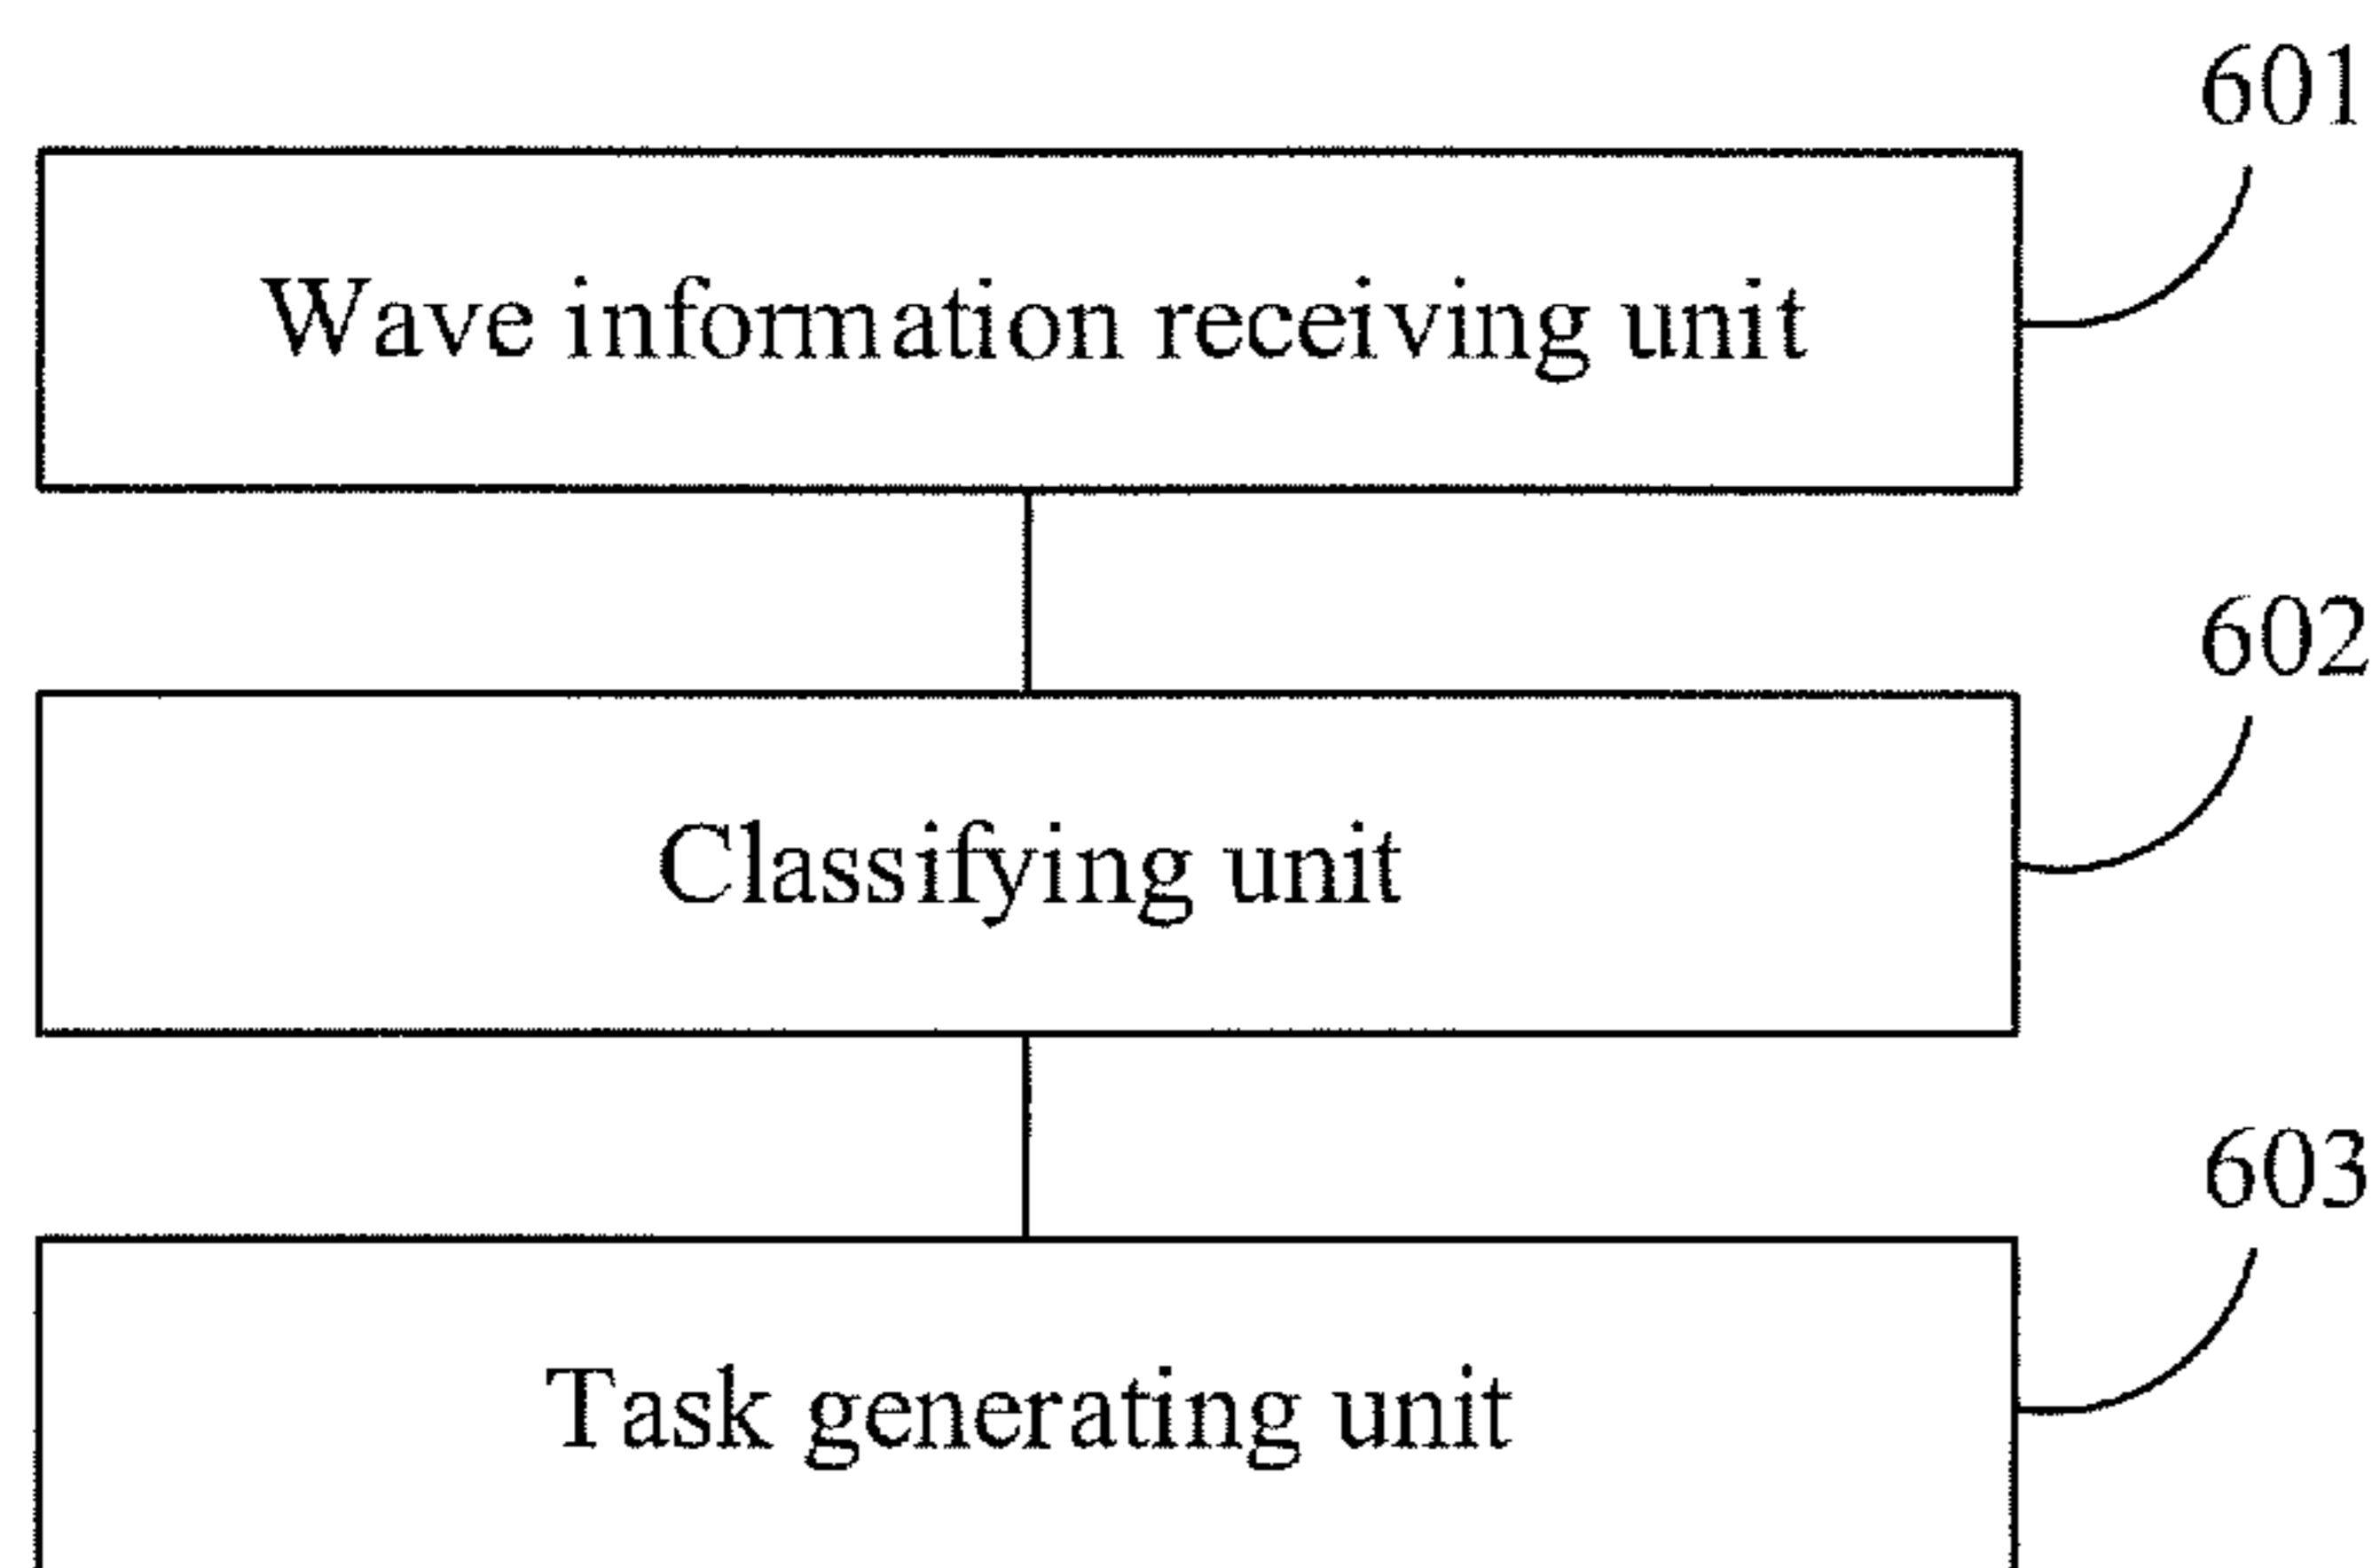 601
Wave information receiving unit
602
Classifying unit
603
Task generating unit